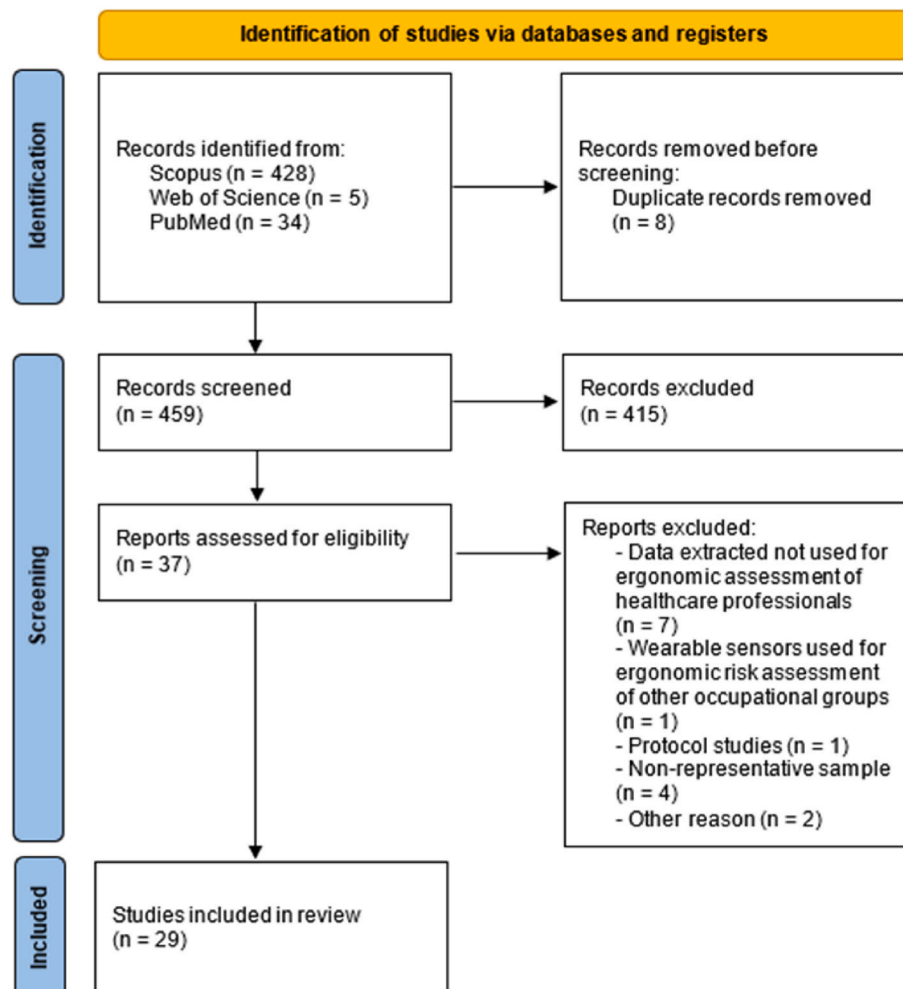 Identification of studies via databases and registers
Identification
Records identified from:
Scopus (n = 428)
Web of Science (n = 5)
PubMed (n = 34)
Records removed before
screening:
Duplicate records removed
(n = 8)
Screening
Records screened
(n = 459)
Records excluded
(n = 415)
Reports assessed for eligibility
(n = 37)
Reports excluded:
- Data extracted not used for
ergonomic assessment of
healthcare professionals
(n = 7)
- Wearable sensors used for
ergonomic risk assessment
of other occupational groups
(n = 1)
- Protocol studies (n = 1)
- Non-representative sample
(n = 4)
- Other reason (n = 2)
Included
Studies included in review
(n = 29)